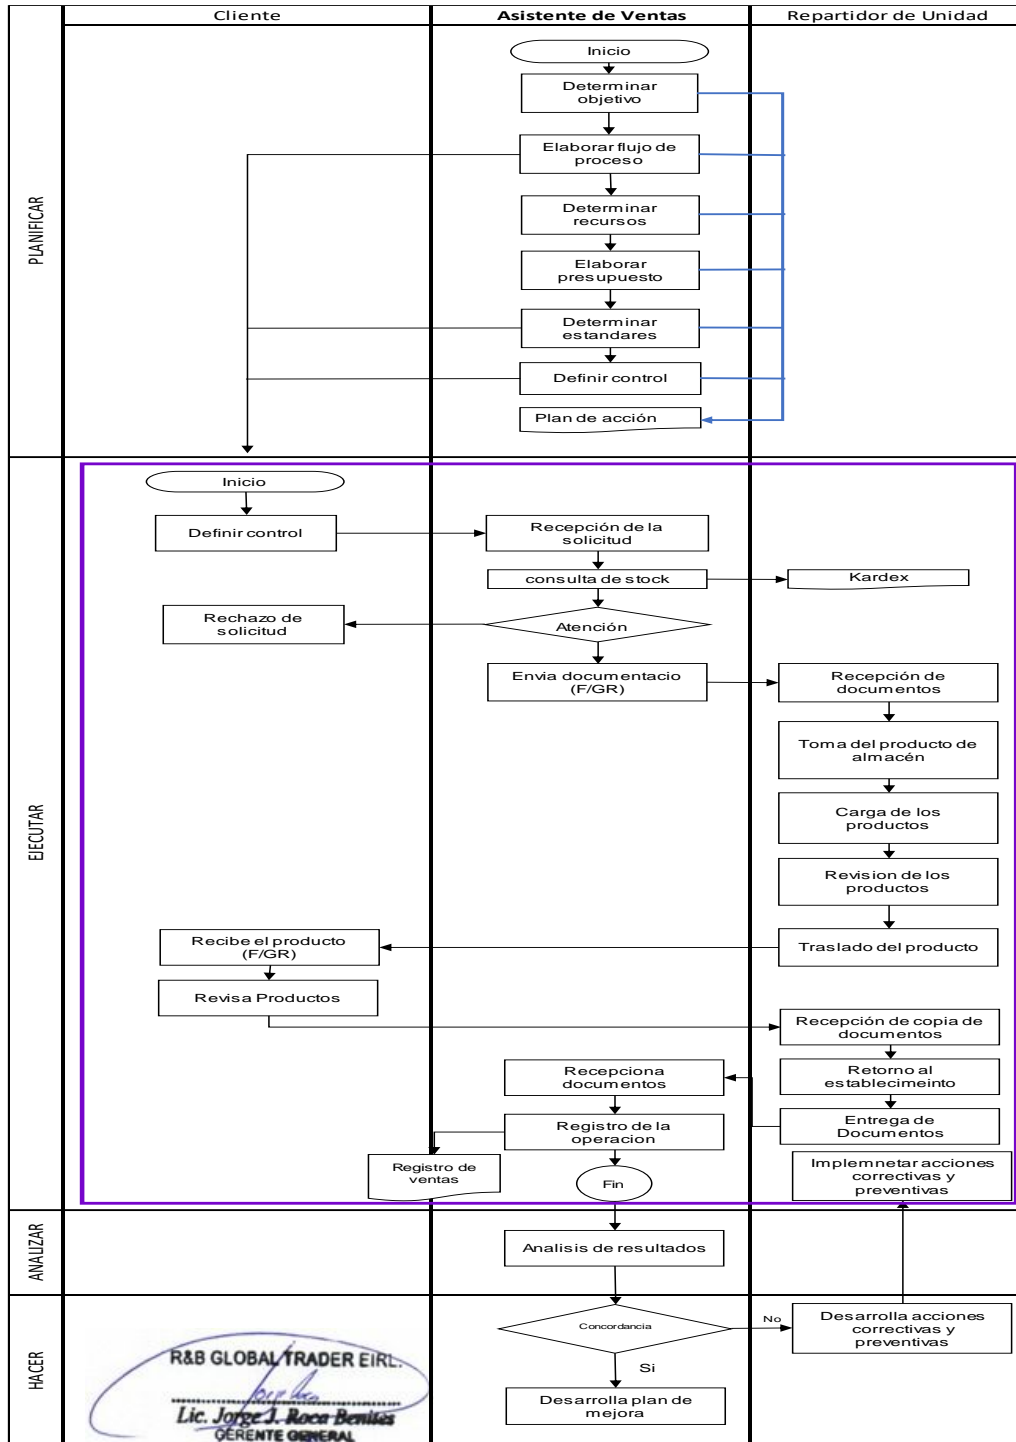 Cliente
Asistente de Ventas
Repartidor de Unidad
PLANIFICAR
Inicio
Determinar
objetivo
Elaborar flujo de
proceso
Determinar
recursos
Elaborar
presupuesto
Determinar
estandares
Definir control
Plan de acción
EJECUTAR
Inicio
Definir control
Recepción de la
solicitud
consulta de stock
Kardex
Rechazo de
solicitud
Atención
Envia documentacio
(F/GR)
Recepción de
documentos
Toma del producto de
almacén
Carga de los
productos
Revision de los
productos
Recibe el producto
(F/GR)
Traslado del producto
Revisa Productos
Recepción de copia de
documentos
Recepciona
documentos
Retorno al
establecimeinto
Registro de la
operacion
Entrega de
Documentos
Registro de
ventas
Fin
Implemnetar acciones
correctivas y
preventivas
ANALIZAR
Analisis de resultados
HACER
Concordancia
No
Desarrolla acciones
correctivas y
preventivas
Si
Desarrolla plan de
mejora
R&B GLOBAL TRADER EIRL.
Lic. Jorge J. Roca Benites
GERENTE GENERAL